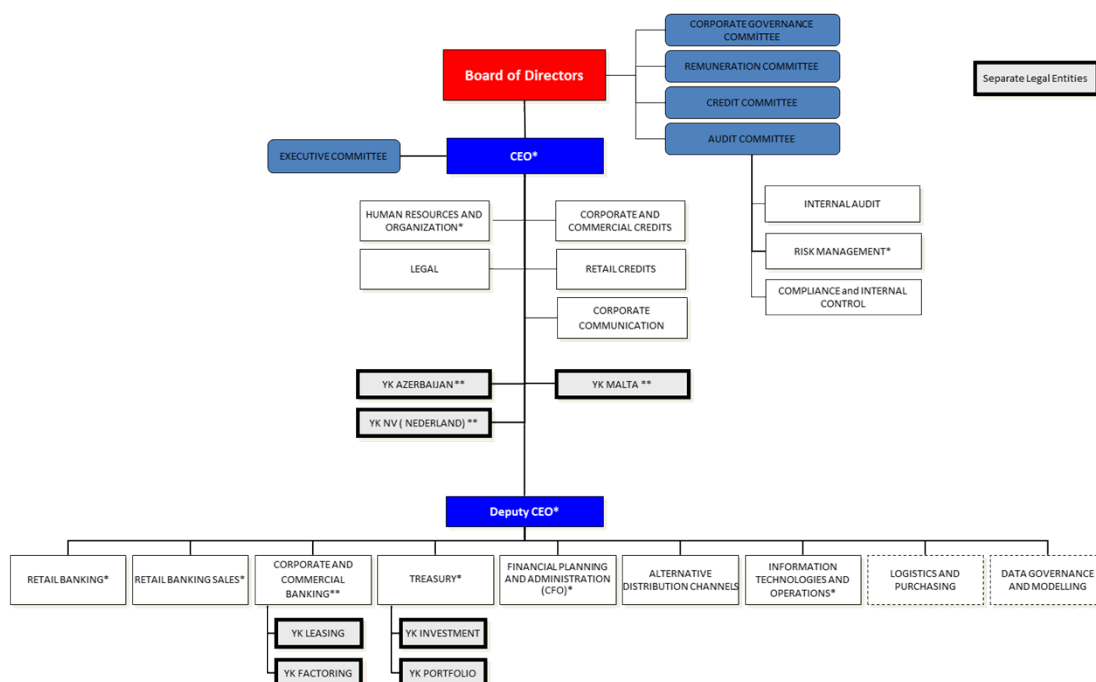 CORPORATE GOVERNANCE
COMMİTTEE
Board of Directors
REMUNERATION COMMITTEE
Separate Legal Entities
CREDIT COMMITTEE
AUDIT COMMITTEE
EXECUTIVE COMMITTEE
CEO*
INTERNAL AUDIT
RISK MANAGEMENT*
COMPLIANCE and INTERNAL
CONTROL
HUMAN RESOURCES AND
ORGANIZATION*
CORPORATE AND
COMMERCIAL CREDITS
LEGAL
RETAIL CREDITS
CORPORATE
COMMUNICATION
YK AZERBAIJAN **
YK MALTA **
YK NV ( NEDERLAND) **
Deputy CEO*
RETAIL BANKING*
RETAIL BANKING SALES*
CORPORATE AND
COMMERCIAL
BANKING**
TREASURY*
FINANCIAL PLANNING
AND ADMINISTRATION
(CFO)*
ALTERNATIVE
DISTRIBUTION CHANNELS
INFORMATION
TECHNOLOGIES AND
OPERATIONS*
LOGISTICS AND
PURCHASING
DATA GOVERNANCE
AND MODELLING
YK LEASING
YK INVESTMENT
YK FACTORING
YK PORTFOLIO